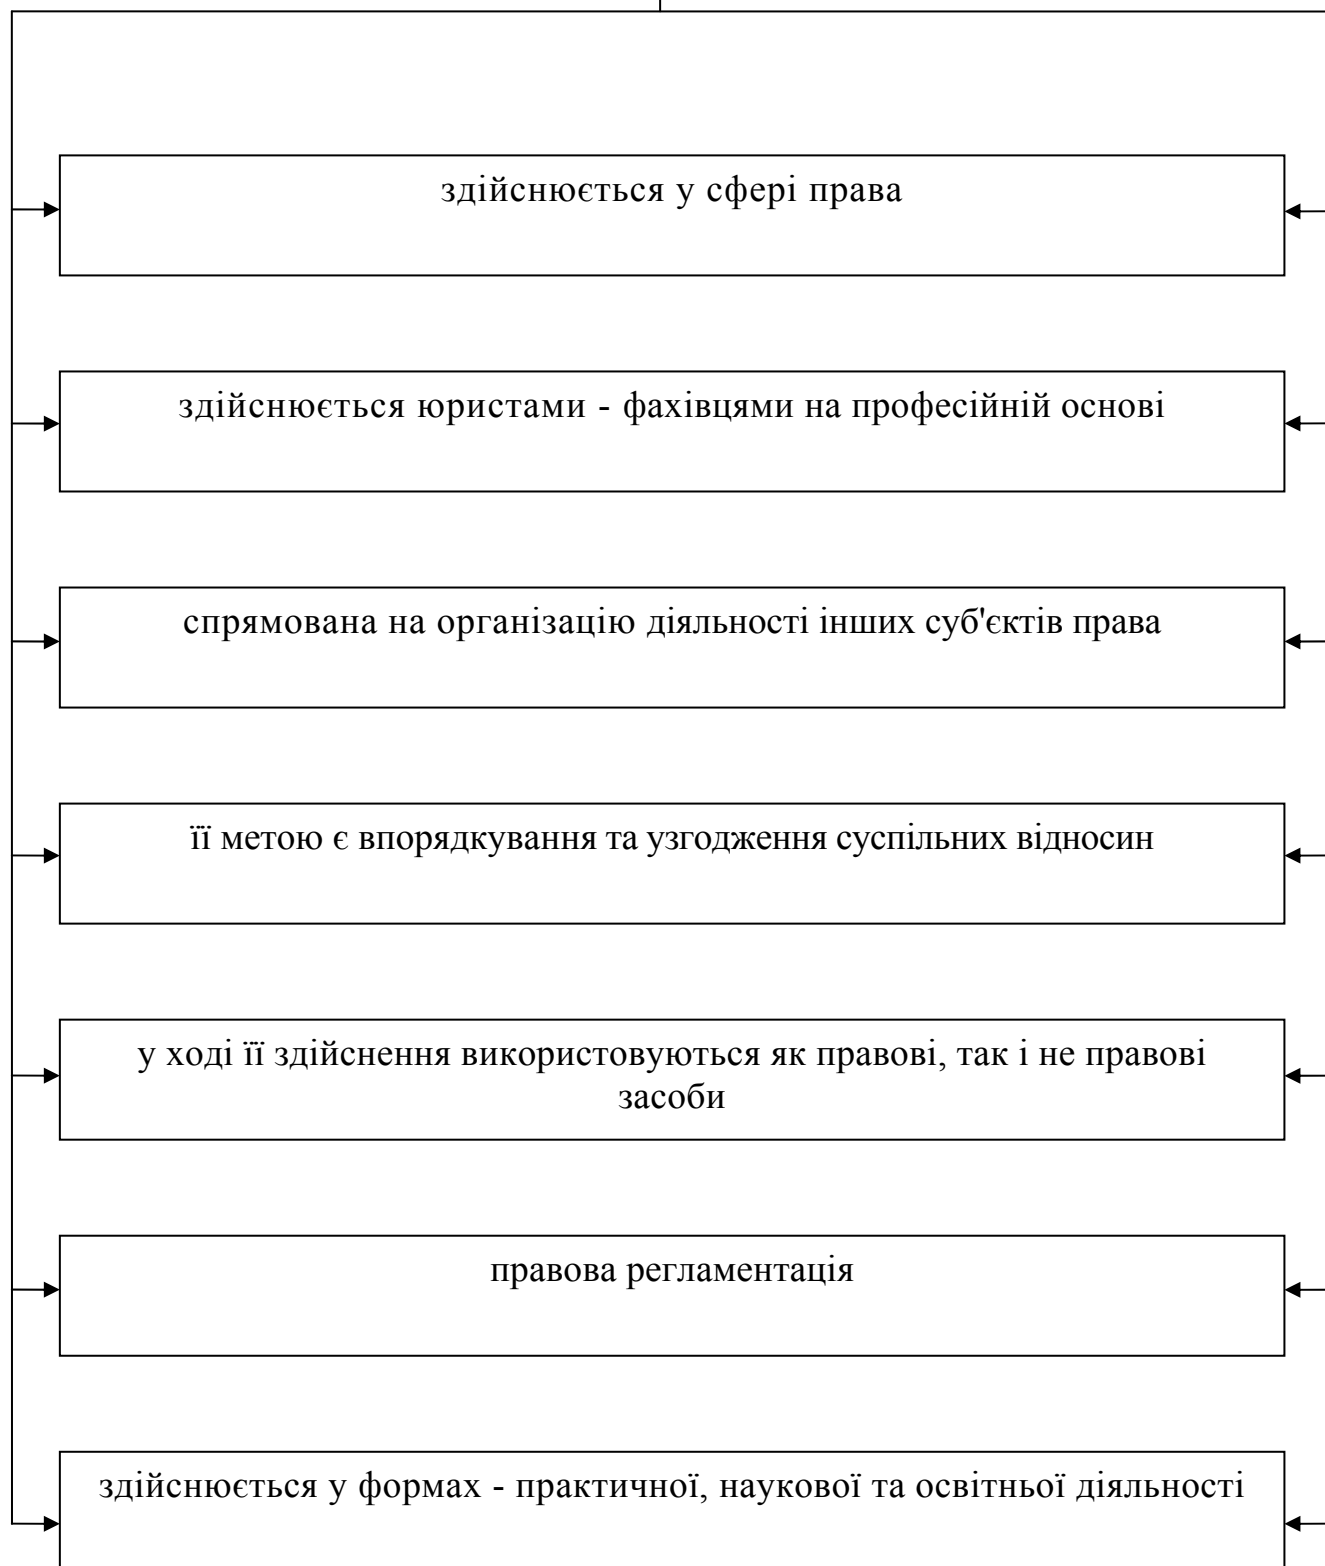 здійснюється у сфері права
здійснюється юристами - фахівцями на професійній основі
спрямована на організацію діяльності інших суб'єктів права
її метою є впорядкування та узгодження суспільних відносин
у ході її здійснення використовуються як правові, так і не правові
засоби
правова регламентація
здійснюється у формах - практичної, наукової та освітньої діяльності